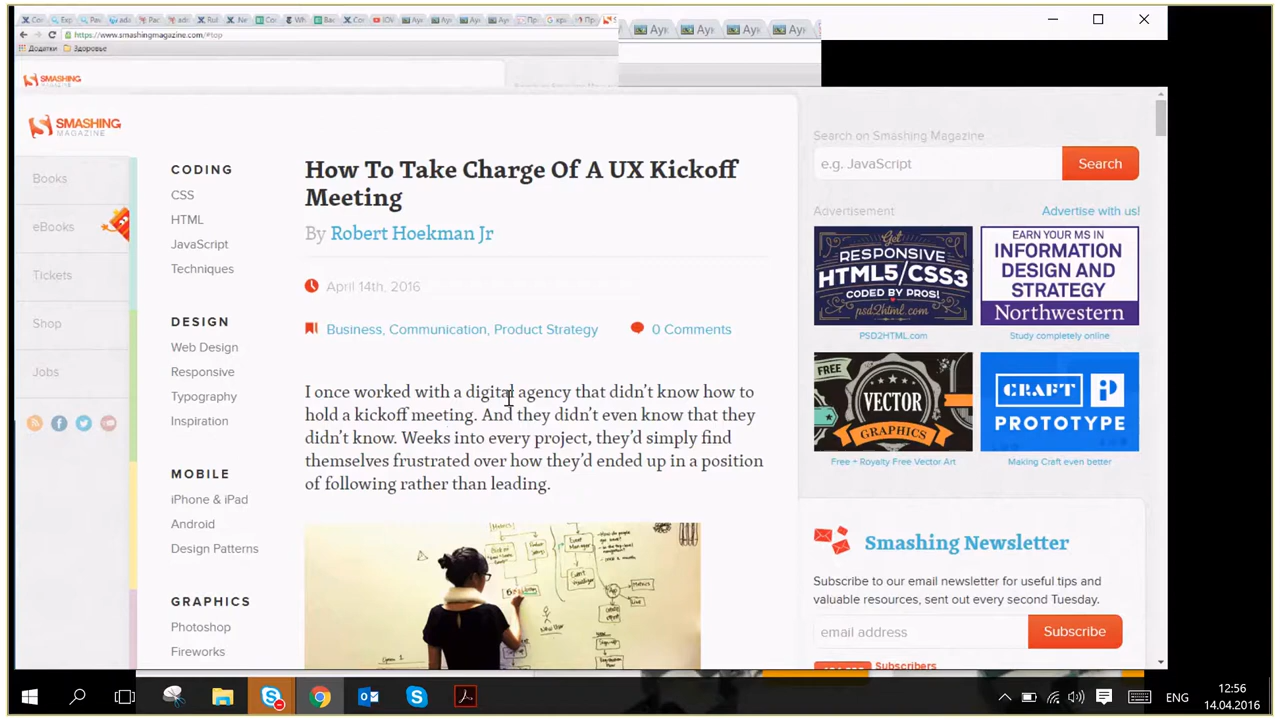 https://www.smashingmagazine.com/#top
Додатки
Здоровье
SMASHING
SMASHING
MAGAZINE
Books
eBooks
Tickets
Shop
Jobs
CODING
CSS
HTML
JavaScript
Techniques
DESIGN
Web Design
Responsive
Typography
Inspiration
MOBILE
iPhone & iPad
Android
Design Patterns
GRAPHICS
Photoshop
Fireworks
How To Take Charge Of A UX Kickoff
Meeting
By Robert Hoekman Jr
April 14th, 2016
Business, Communication, Product Strategy
0 Comments
I once worked with a digital agency that didn't know how to
hold a kickoff meeting. And they didn't even know that they
didn't know. Weeks into every project, they'd simply find
themselves frustrated over how they'd ended up in a position
of following rather than leading.
Search on Smashing Magazine
e.g. JavaScript
Search
Advertisement
Advertise with us!
Get
RESPONSIVE
HTML5/CSS3
CODED BY PROS!
psd2html.com
PSD2HTML.com
EARN YOUR MS IN
INFORMATION
DESIGN AND
STRATEGY
Northwestern
Study completely online
FREE
VECTOR
GRAPHICS
Free + Royalty Free Vector Art
CRAFT
PROTOTYPE
Making Craft even better
Smashing Newsletter
Subscribe to our email newsletter for useful tips and
valuable resources, sent out every second Tuesday.
email address
Subscribe
Subscribers
ENG
12:56
14.04.2016